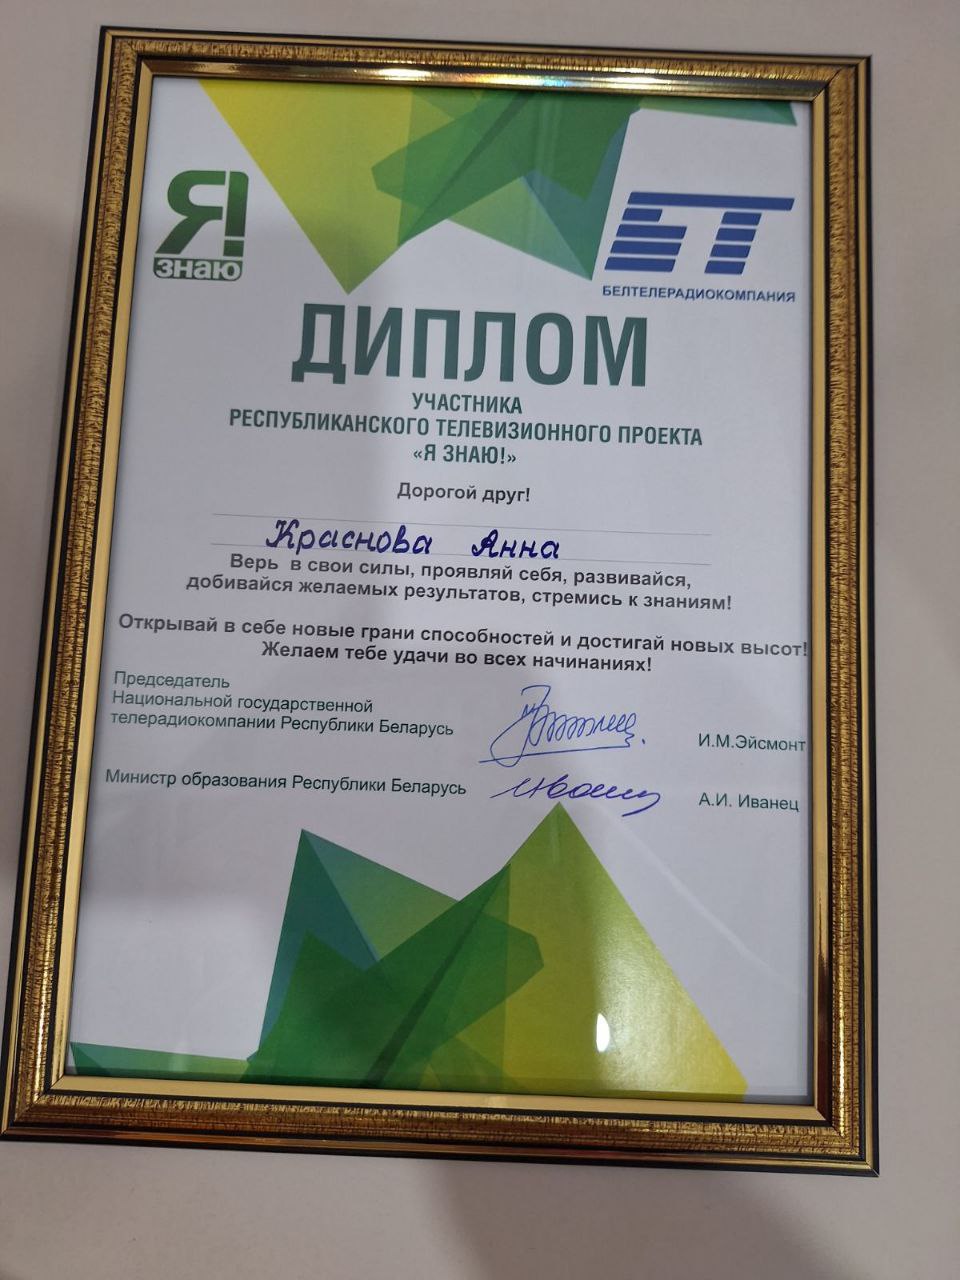 Я!
знаю
БТ
БЕЛТЕЛЕРАДИОКОМПАНИЯ
ДИПЛОМ
УЧАСТНИКА
РЕСПУБЛИКАНСКОГО ТЕЛЕВИЗИОННОГО ПРОЕКТА
«Я ЗНАЮ!»
Дорогой друг!
Краснова Анна
Верь в свои силы, проявляй себя, развивайся,
добивайся желаемых результатов, стремись к знаниям!
Открывай в себе новые грани способностей и достигай новых высот!
Желаем тебе удачи во всех начинаниях!
Председатель
Национальной государственной
телерадиокомпании Республики Беларусь
И.М.Эйсмонт
Министр образования Республики Беларусь
А.И. Иванец